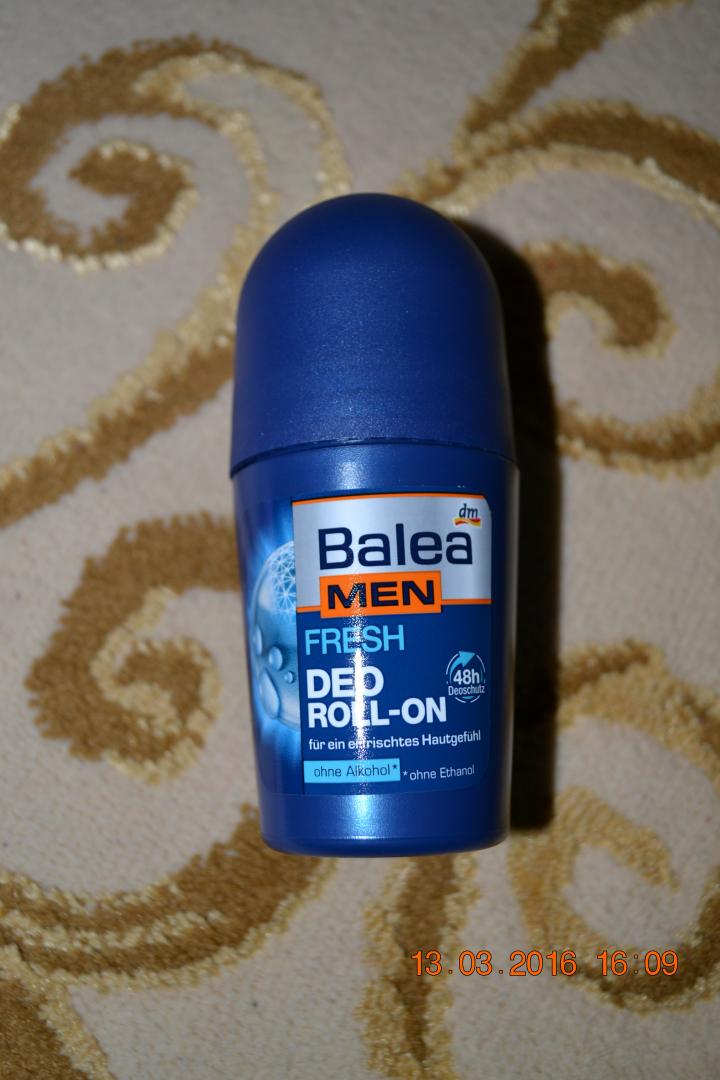 dm
Balea
MEN
FRESH
DEO
ROLL-ON
48h
Deoschutz
für ein erfrischtes Hautgefühl
ohne Alkohol* *ohne Ethanol
13.03.2016 16:09